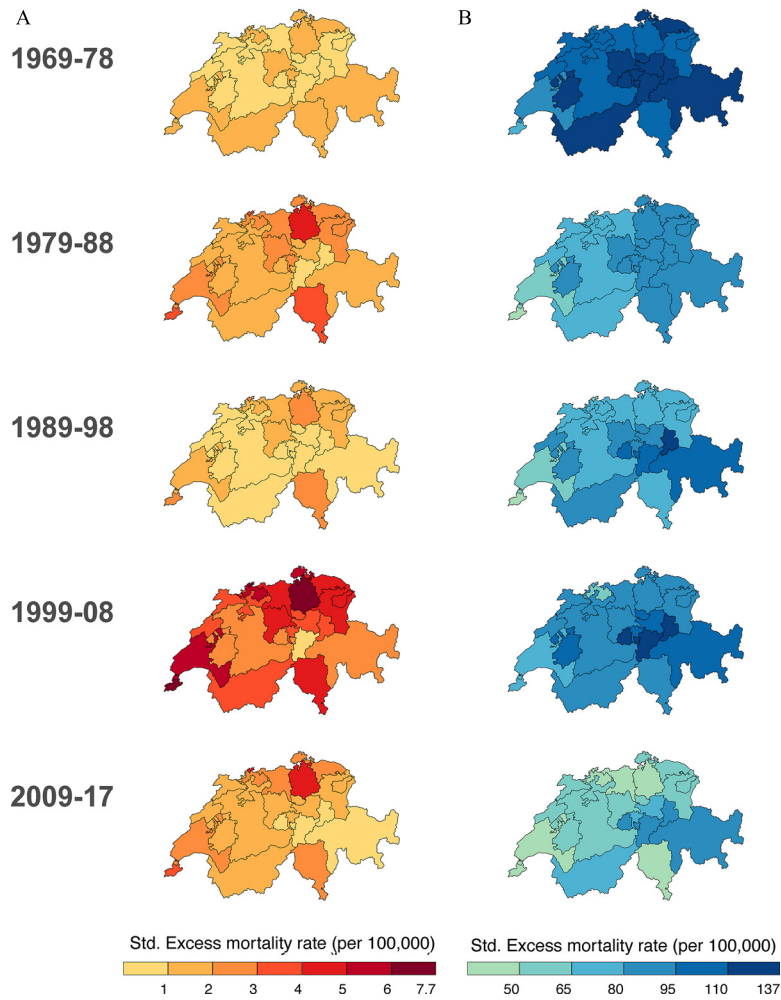 A
B
1969-78
1979-88
1989-98
1999-08
2009-17
Std. Excess mortality rate (per 100,000)
1 2 3 4 5 6 7.7
Std. Excess mortality rate (per 100,000)
50 65 80 95 110 137